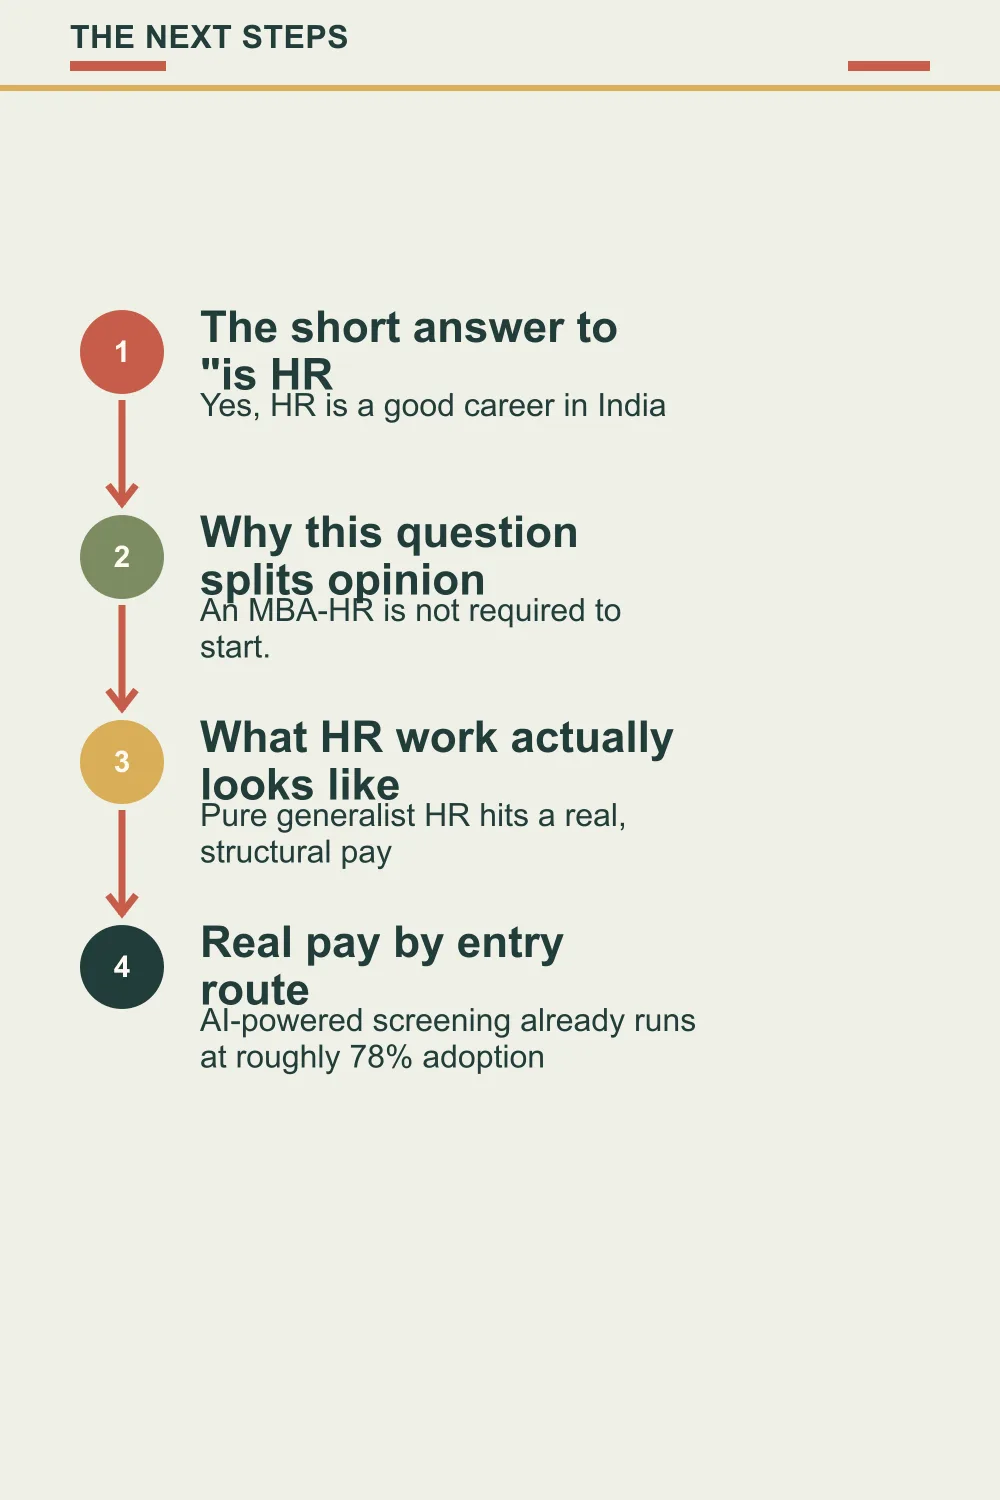 THE NEXT STEPS
1
The short answer to
"is HR
Yes, HR is a good career in India
2
Why this question
splits opinion
An MBA-HR is not required to
start.
3
What HR work actually
looks like
Pure generalist HR hits a real,
structural pay
4
Real pay by entry
route
AI-powered screening already runs
at roughly 78% adoption